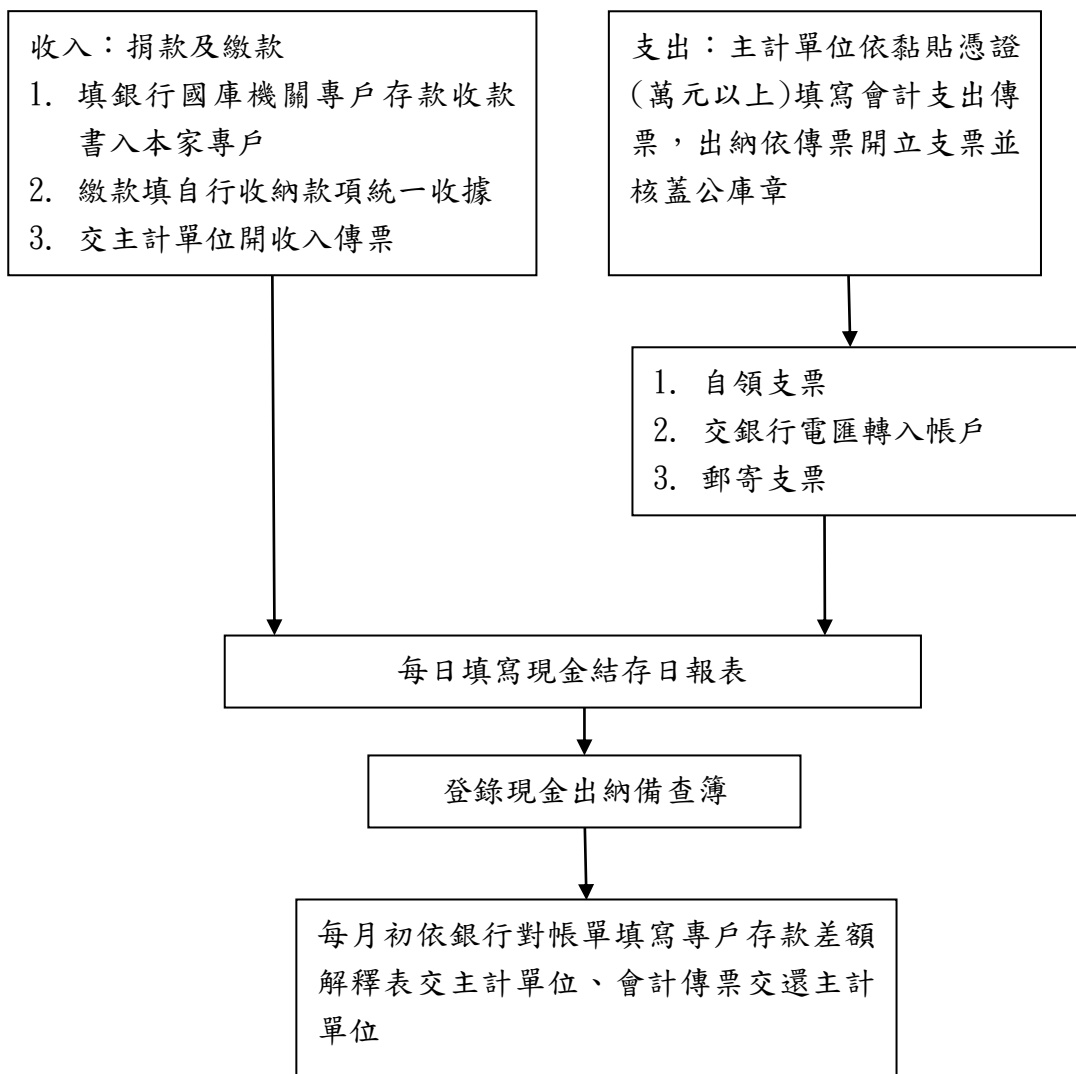 收入：捐款及繳款
1. 填銀行國庫機關專戶存款收款
書入本家專戶
2. 繳款填自行收納款項統一收據
3. 交主計單位開收入傳票
支出：主計單位依黏貼憑證
(萬元以上)填寫會計支出傳
票，出納依傳票開立支票並
核蓋公庫章
1. 自領支票
2. 交銀行電匯轉入帳戶
3. 郵寄支票
每日填寫現金結存日報表
登錄現金出納備查簿
每月初依銀行對帳單填寫專戶存款差額
解釋表交主計單位、會計傳票交還主計
單位